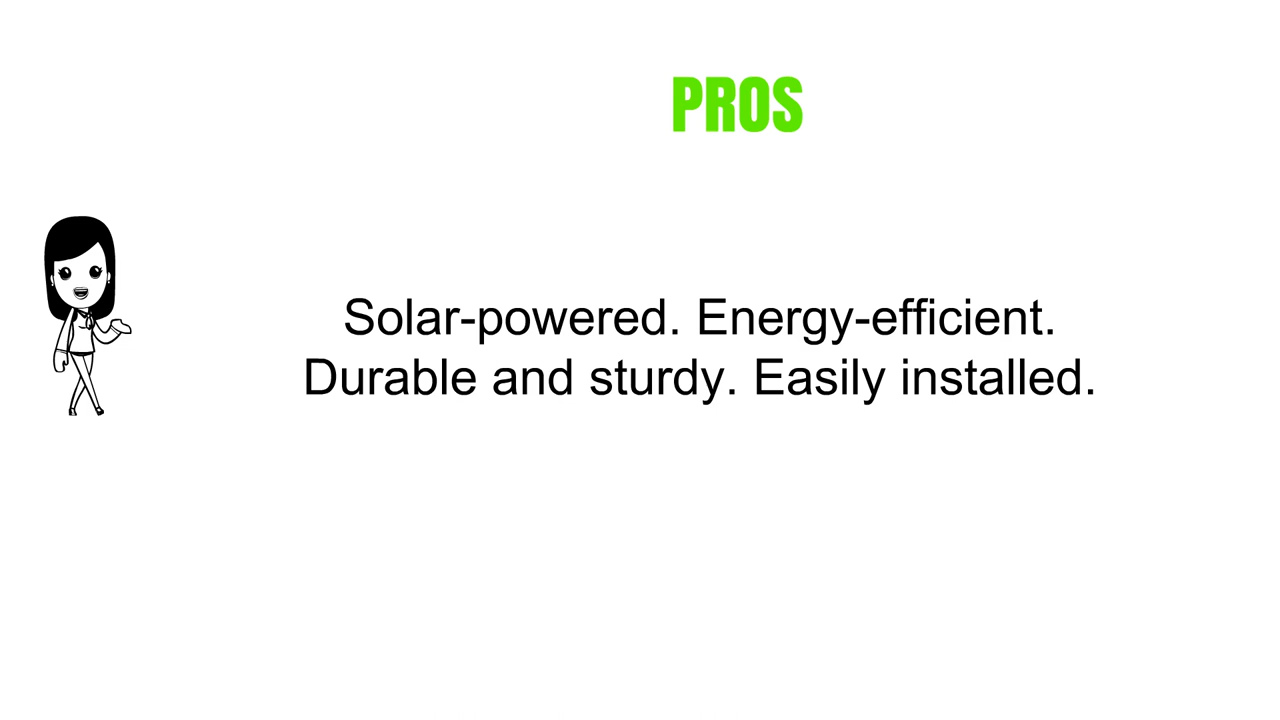 PROS
Solar-powered. Energy-efficient.
Durable and sturdy. Easily installed.